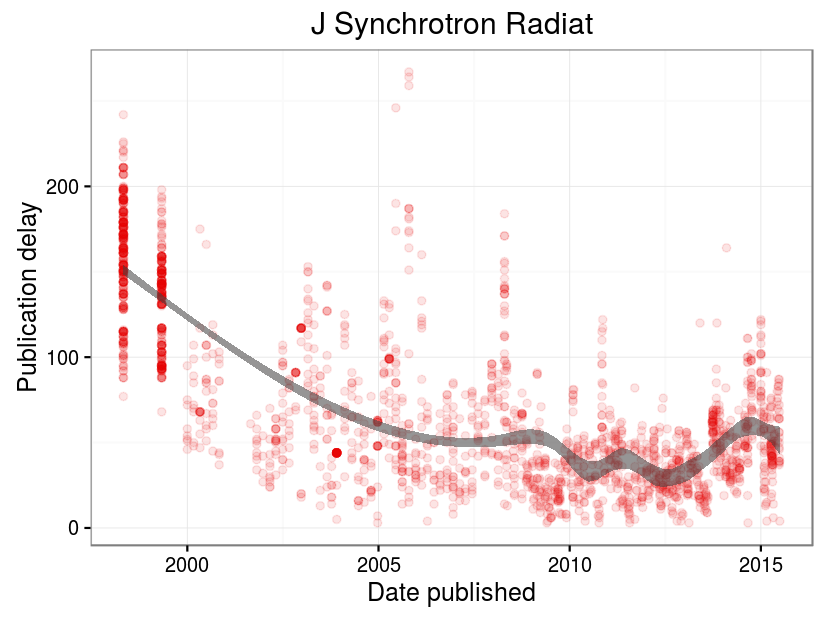 J Synchrotron Radiat
Publication delay
200
100
0
2000 2005 2010 2015
Date published